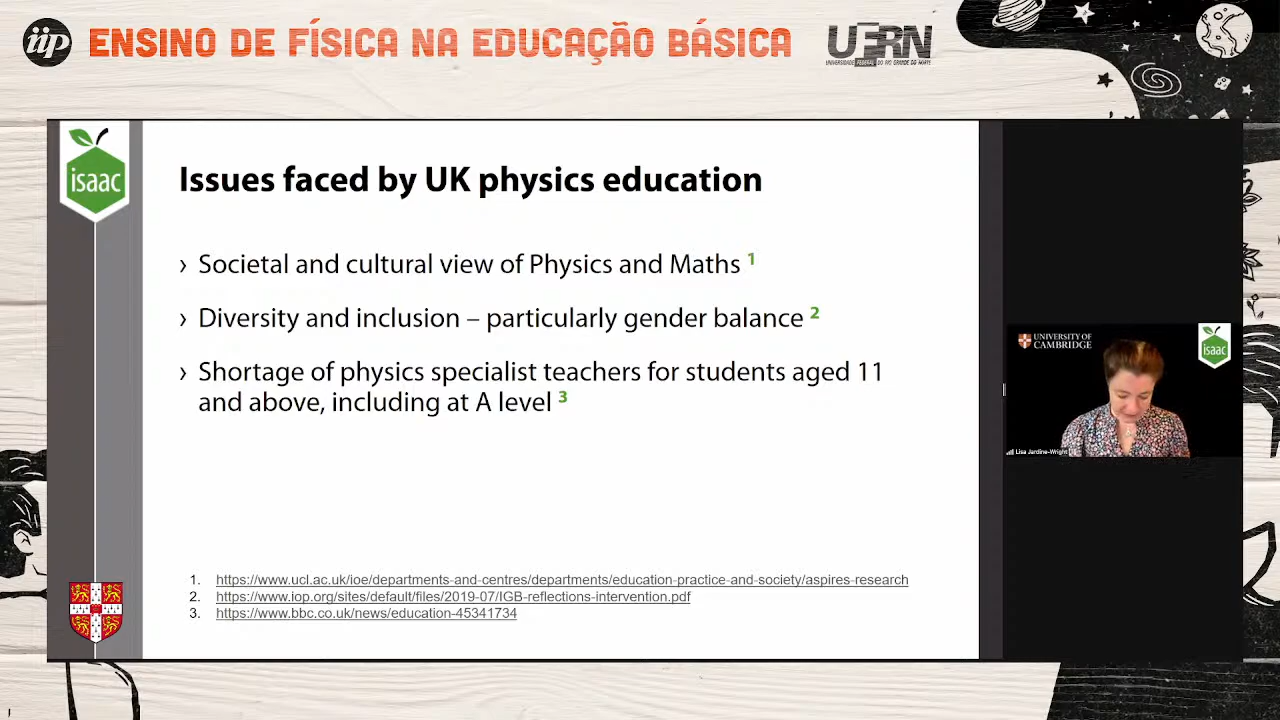 iip ENSINO DE FÍSICA NA EDUCAÇÃO BÁSICA UFRN
UNIVERSIDADE FEDERAL DO RIO GRANDE DO NORTE
isaac
Issues faced by UK physics education
› Societal and cultural view of Physics and Maths 1
› Diversity and inclusion – particularly gender balance 2
› Shortage of physics specialist teachers for students aged 11
and above, including at A level 3
1. https://www.ucl.ac.uk/ioe/departments-and-centres/departments/education-practice-and-society/aspires-research
2. https://www.iop.org/sites/default/files/2019-07/IGB-reflections-intervention.pdf
3. https://www.bbc.co.uk/news/education-45341734
UNIVERSITY OF
CAMBRIDGE
isaac
Lisa Jardine-Wright